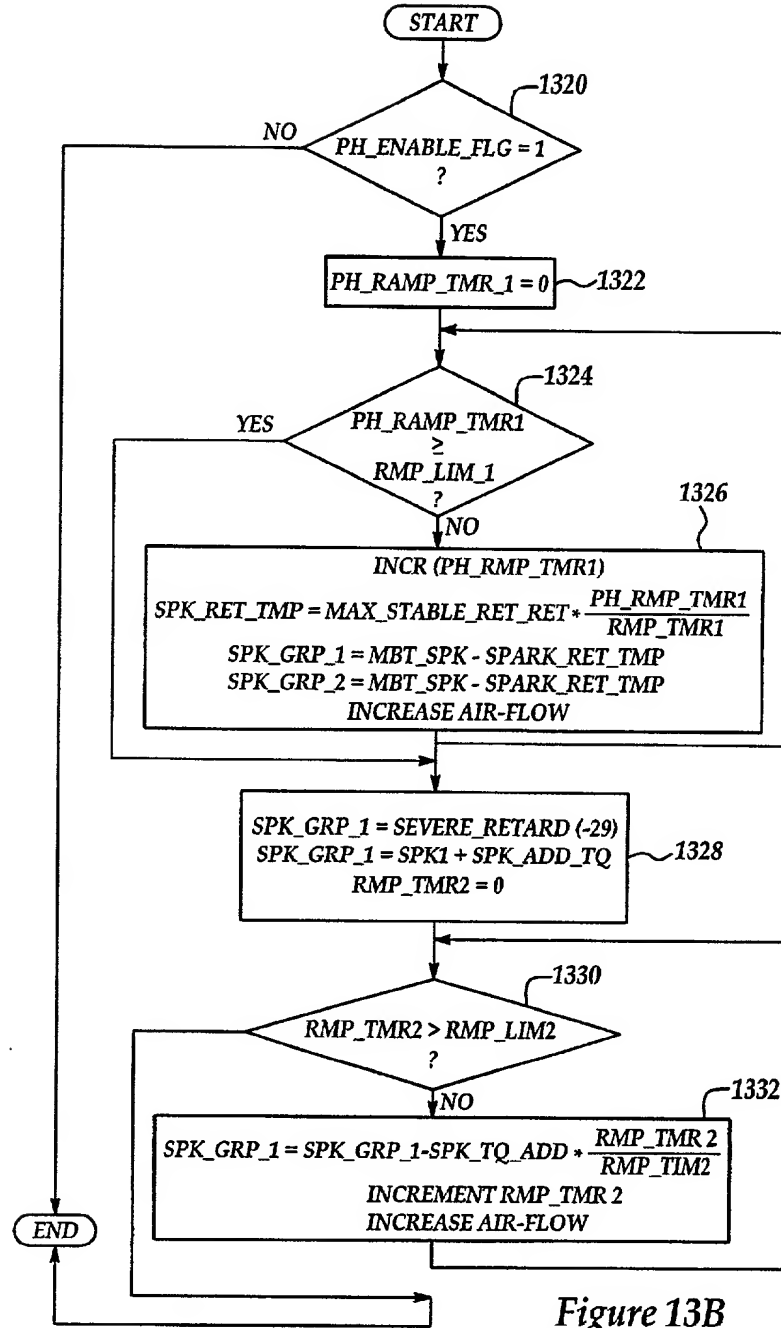 START
1320
NO
PH_ENABLE_FLG = 1
?
YES
PH_RAMP_TMR_1 = 0
1322
1324
YES
PH_RAMP_TMR1
≥
RMP_LIM_1
?
NO
1326
INCR (PH_RMP_TMR1)
SPK_RET_TMP = MAX_STABLE_RET_RET * PH_RMP_TMR1
RMP_TMR1
SPK_GRP_1 = MBT_SPK - SPARK_RET_TMP
SPK_GRP_2 = MBT_SPK - SPARK_RET_TMP
INCREASE AIR-FLOW
SPK_GRP_1 = SEVERE_RETARD (-29)
SPK_GRP_1 = SPK1 + SPK_ADD_TQ
RMP_TMR2 = 0
1328
1330
RMP_TMR2 > RMP_LIM2
?
NO
1332
SPK_GRP_1 = SPK_GRP_1-SPK_TQ_ADD * RMP_TMR 2
RMP_TIM2
INCREMENT RMP_TMR 2
INCREASE AIR-FLOW
END
Figure 13B